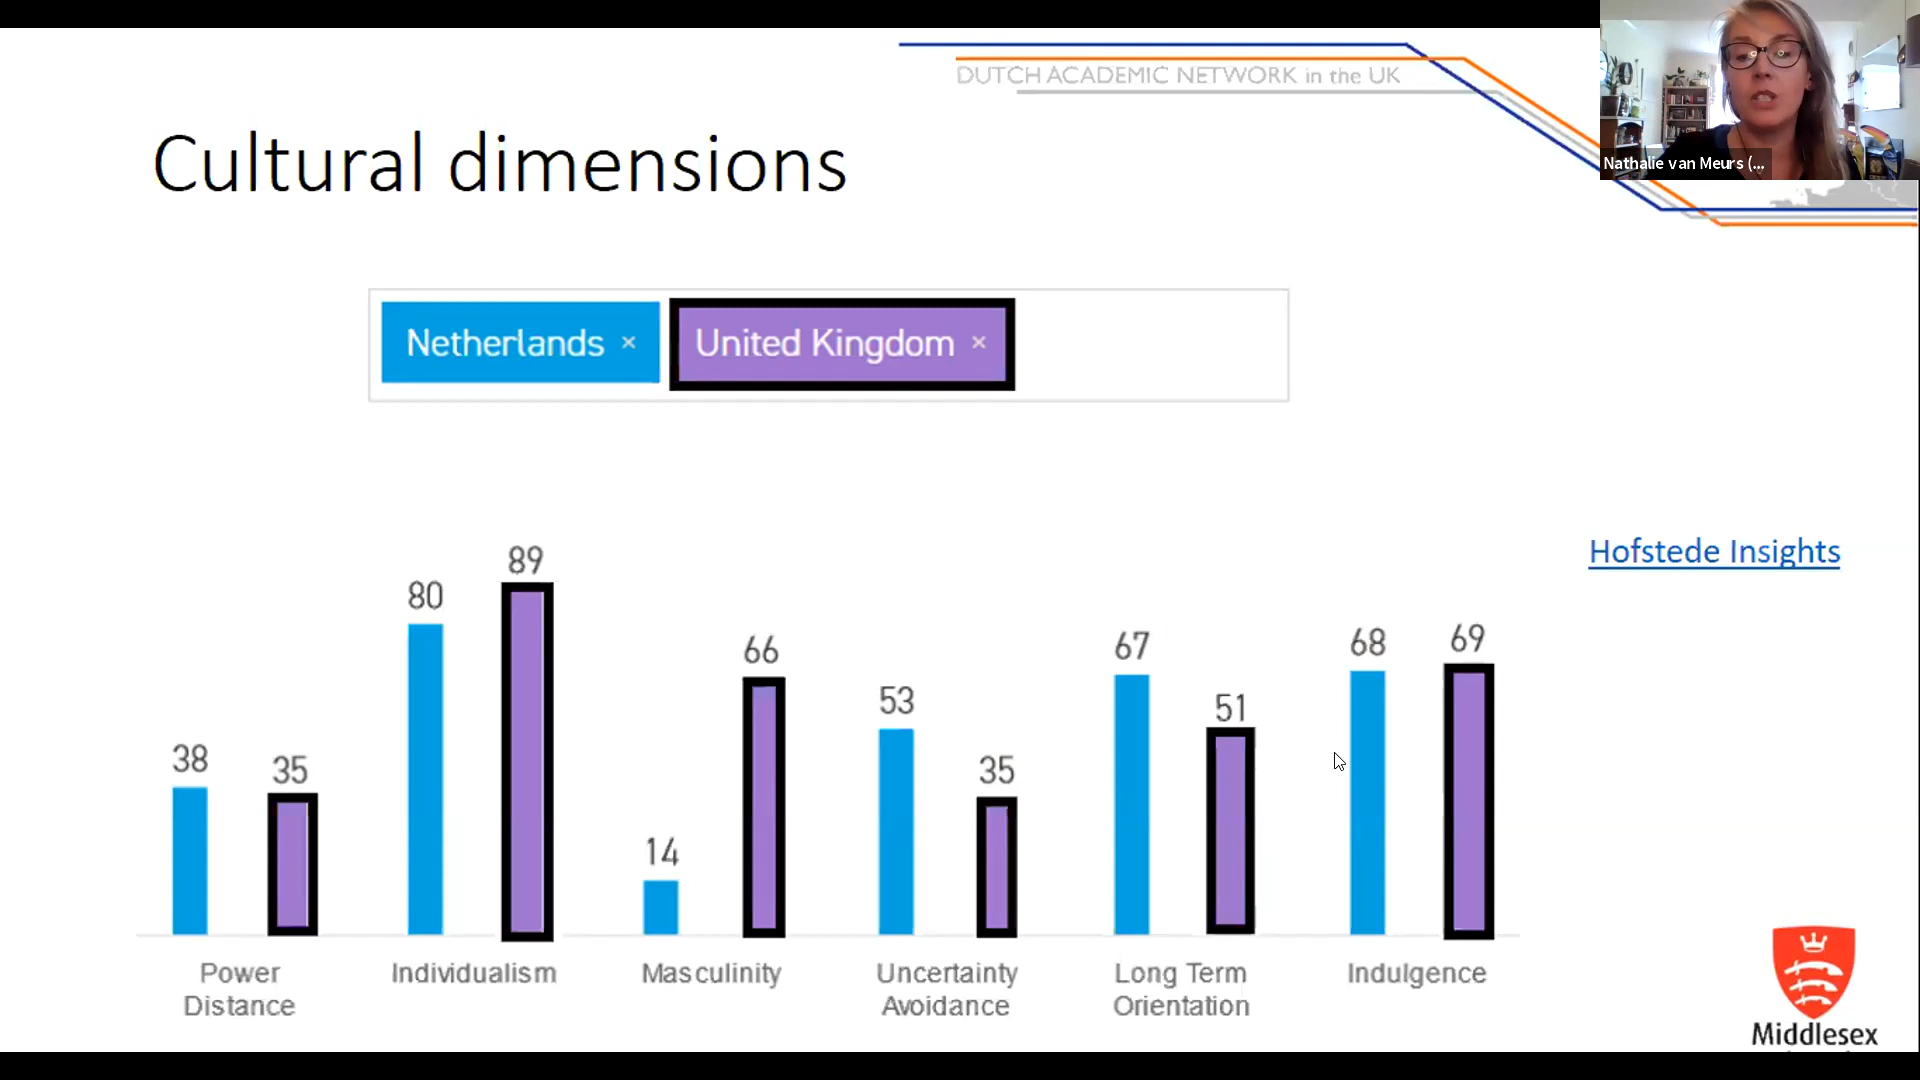 DUTCH ACADEMIC NETWORK in the UK
Nathalie van Meurs (...
Cultural dimensions
Netherlands ×
United Kingdom ×
Hofstede Insights
38
35
80
89
14
66
53
35
67
51
68
69
Power
Distance
Individualism
Masculinity
Uncertainty
Avoidance
Long Term
Orientation
Indulgence
Middlesex